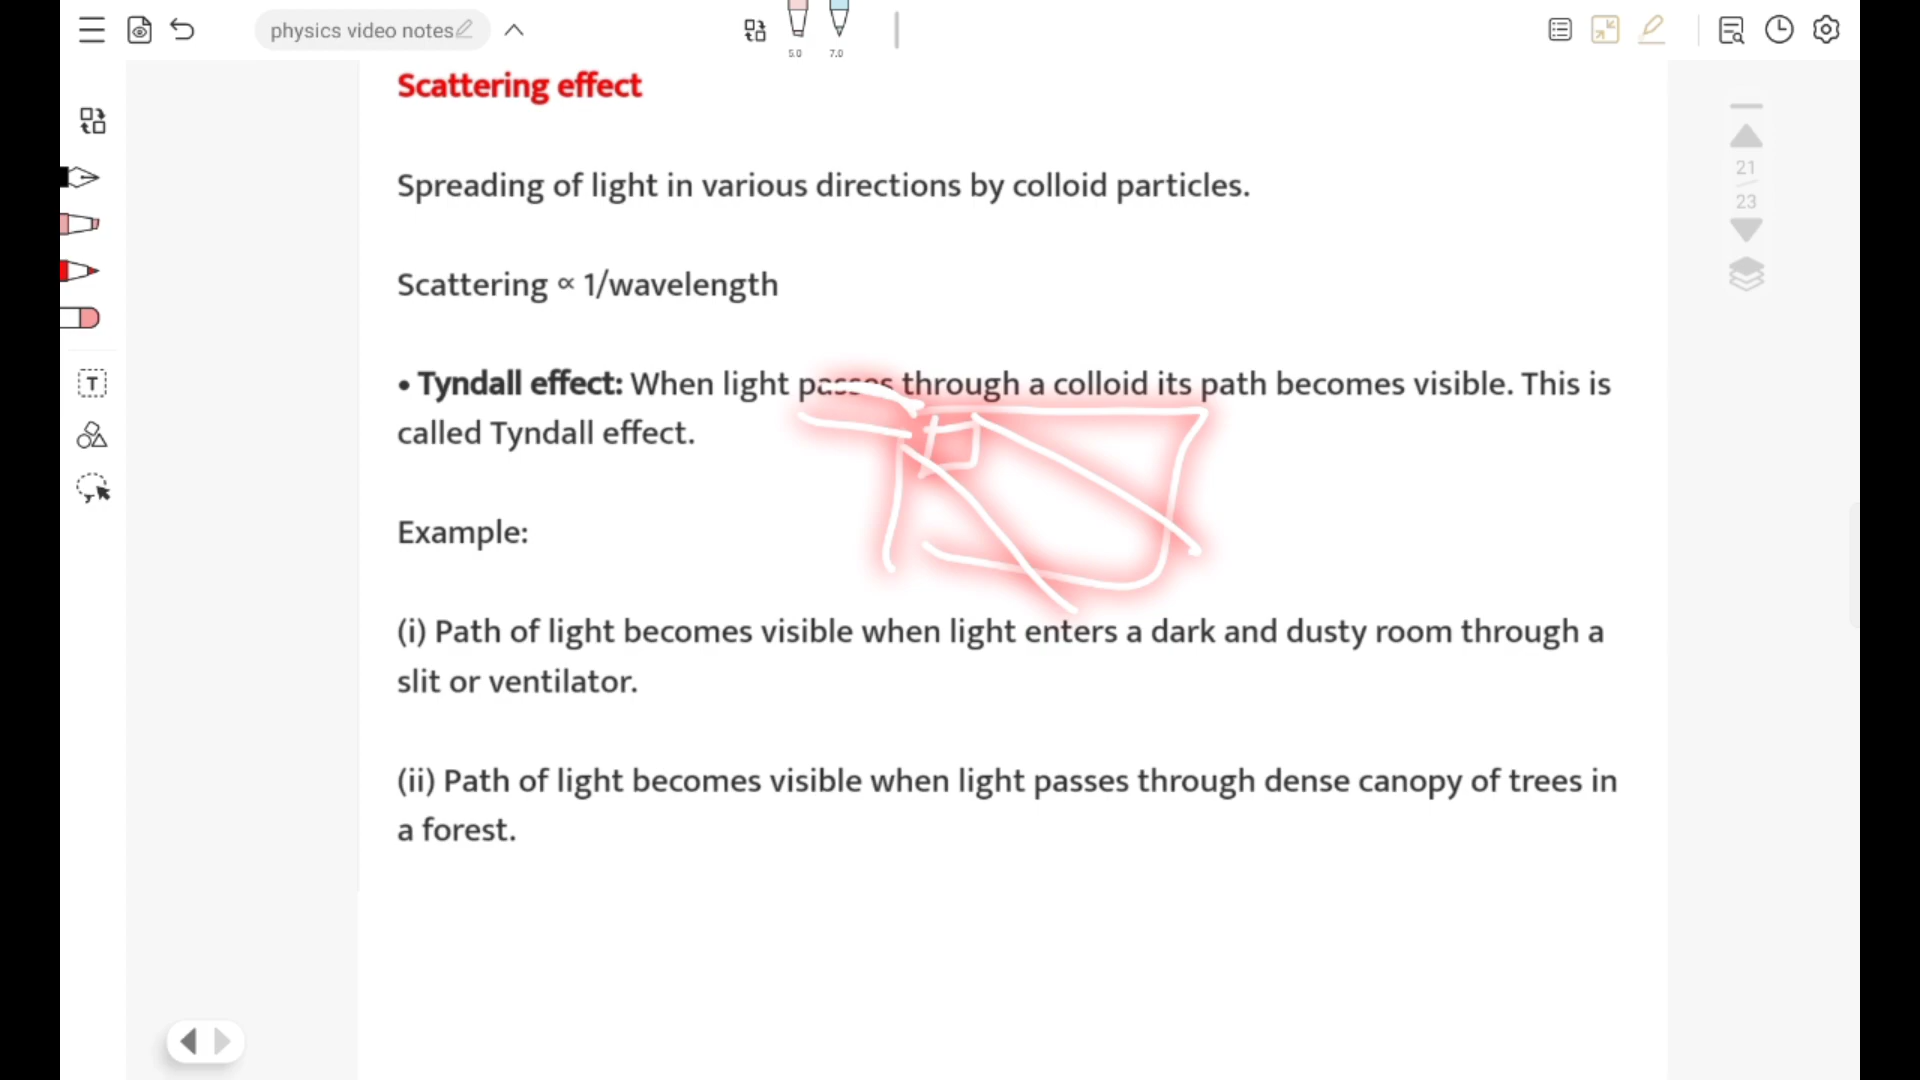 physics video notes
5.0
7.0
Scattering effect
Spreading of light in various directions by colloid particles.
Scattering ∝ 1/wavelength
• Tyndall effect: When light passes through a colloid its path becomes visible. This is
called Tyndall effect.
Example:
(i) Path of light becomes visible when light enters a dark and dusty room through a
slit or ventilator.
(ii) Path of light becomes visible when light passes through dense canopy of trees in
a forest.
T
21
23